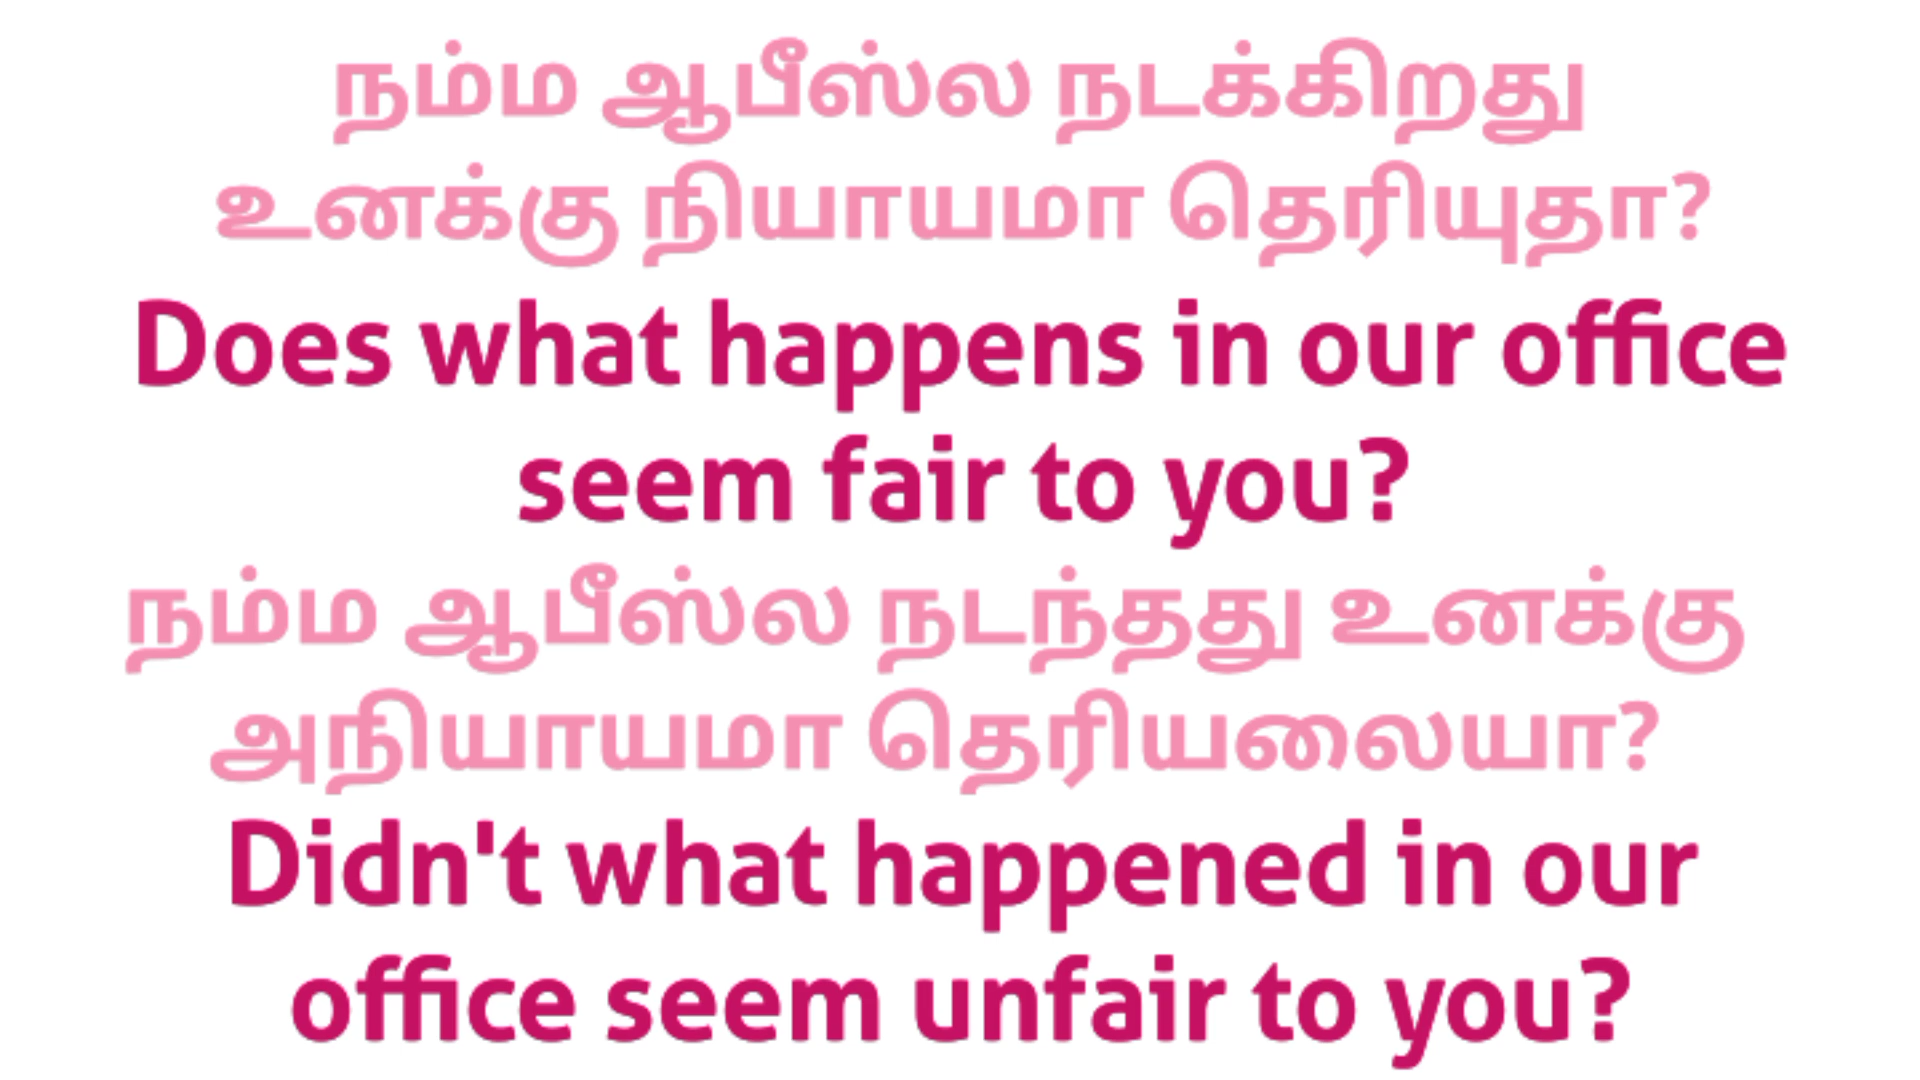 நம்ம ஆபீஸ்ல நடக்கிறது
உனக்கு நியாயமா தெரியுதா?
Does what happens in our office
seem fair to you?
நம்ம ஆபீஸ்ல நடந்தது உனக்கு
அநியாயமா தெரியலையா?
Didn't what happened in our
office seem unfair to you?